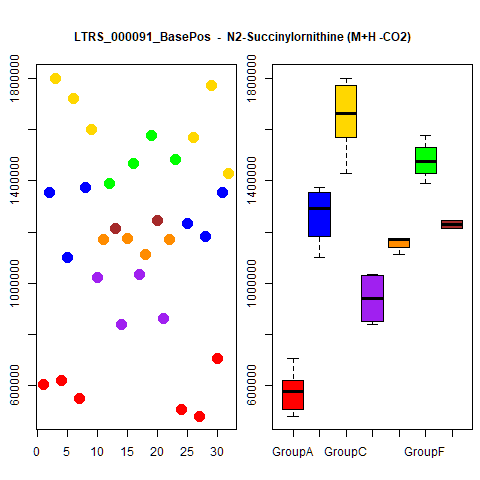 LTRS_000091_BasePos - N2-Succinylornithine (M+H -CO2)
1800000
1400000
1000000
600000
0 5 10 15 20 25 30
1800000
1400000
1000000
600000
GroupA GroupC GroupF